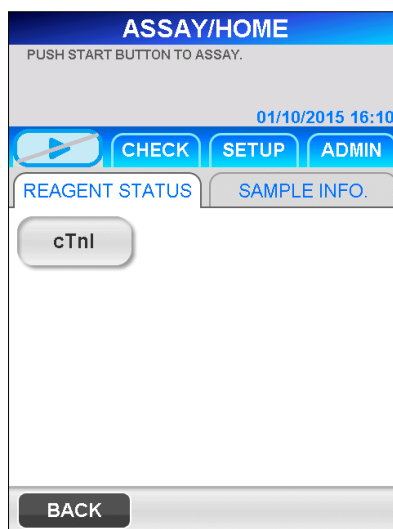 ASSAY/HOME
PUSH START BUTTON TO ASSAY.
01/10/2015 16:10
CHECK SETUP ADMIN
REAGENT STATUS SAMPLE INFO.
cTnI
BACK